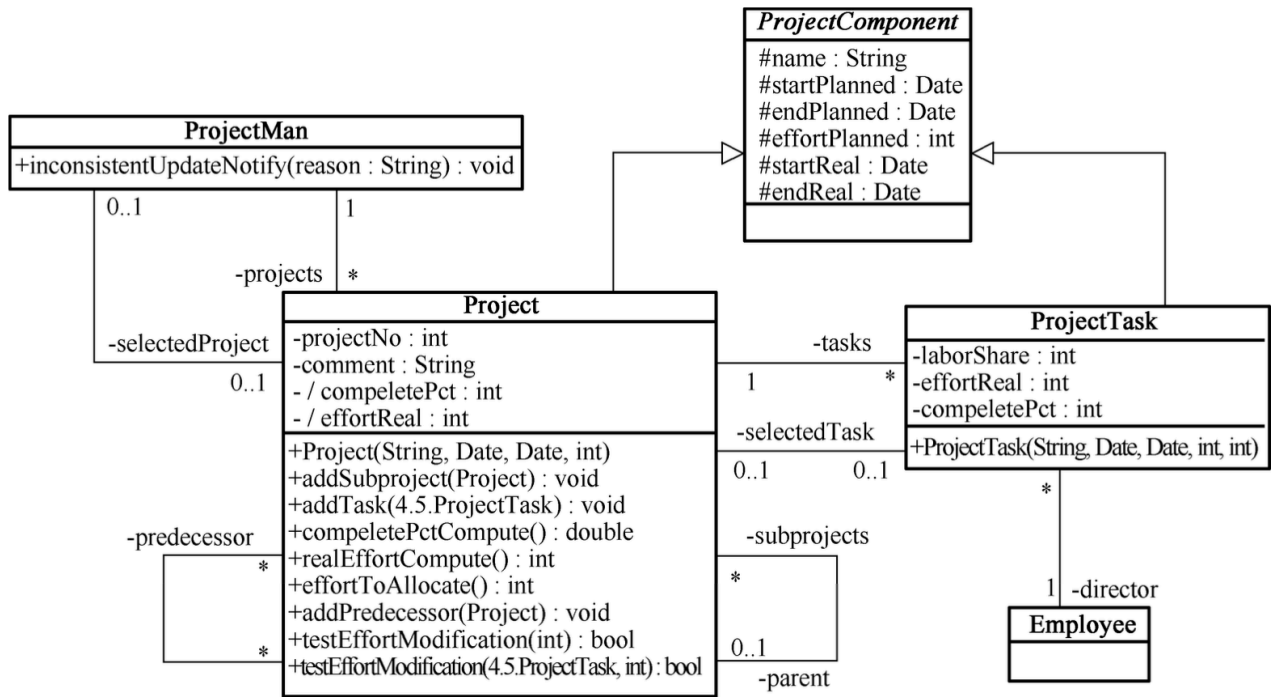 ProjectComponent
#name : String
#startPlanned : Date
#endPlanned : Date
#effortPlanned : int
#startReal : Date
#endReal : Date
ProjectMan
+inconsistentUpdateNotify(reason : String) : void
0..1
1
-projects
*
-selectedProject
0..1
Project
-projectNo : int
-comment : String
- / compeletePct : int
- / effortReal : int
+Project(String, Date, Date, int)
+addSubproject(Project) : void
+addTask(4.5.ProjectTask) : void
+compeletePctCompute() : double
+realEffortCompute() : int
+effortToAllocate() : int
+addPredecessor(Project) : void
+testEffortModification(int) : bool
+testEffortModification(4.5.ProjectTask, int) : bool
-predecessor
*
*
-tasks
1
*
-selectedTask
0..1
0..1
-subprojects
*
0..1
-parent
ProjectTask
-laborShare : int
-effortReal : int
-compeletePct : int
+ProjectTask(String, Date, Date, int, int)
*
1
-director
Employee